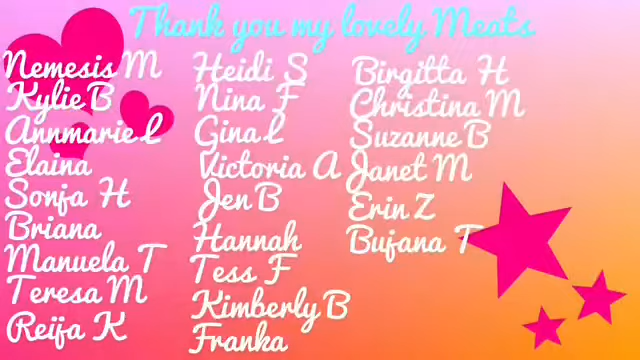 Thank you my lovely Meats
Nemesis M
Kylie B
Annmarie L
Elaina
Sonja H
Briana
Manuela T
Teresa M
Reija K
Heidi S
Nina F
Gina L
Victoria A
Jen B
Hannah
Tess F
Kimberly B
Franka
Birgitta H
Christina M
Suzanne B
Janet M
Erin Z
Bujana T